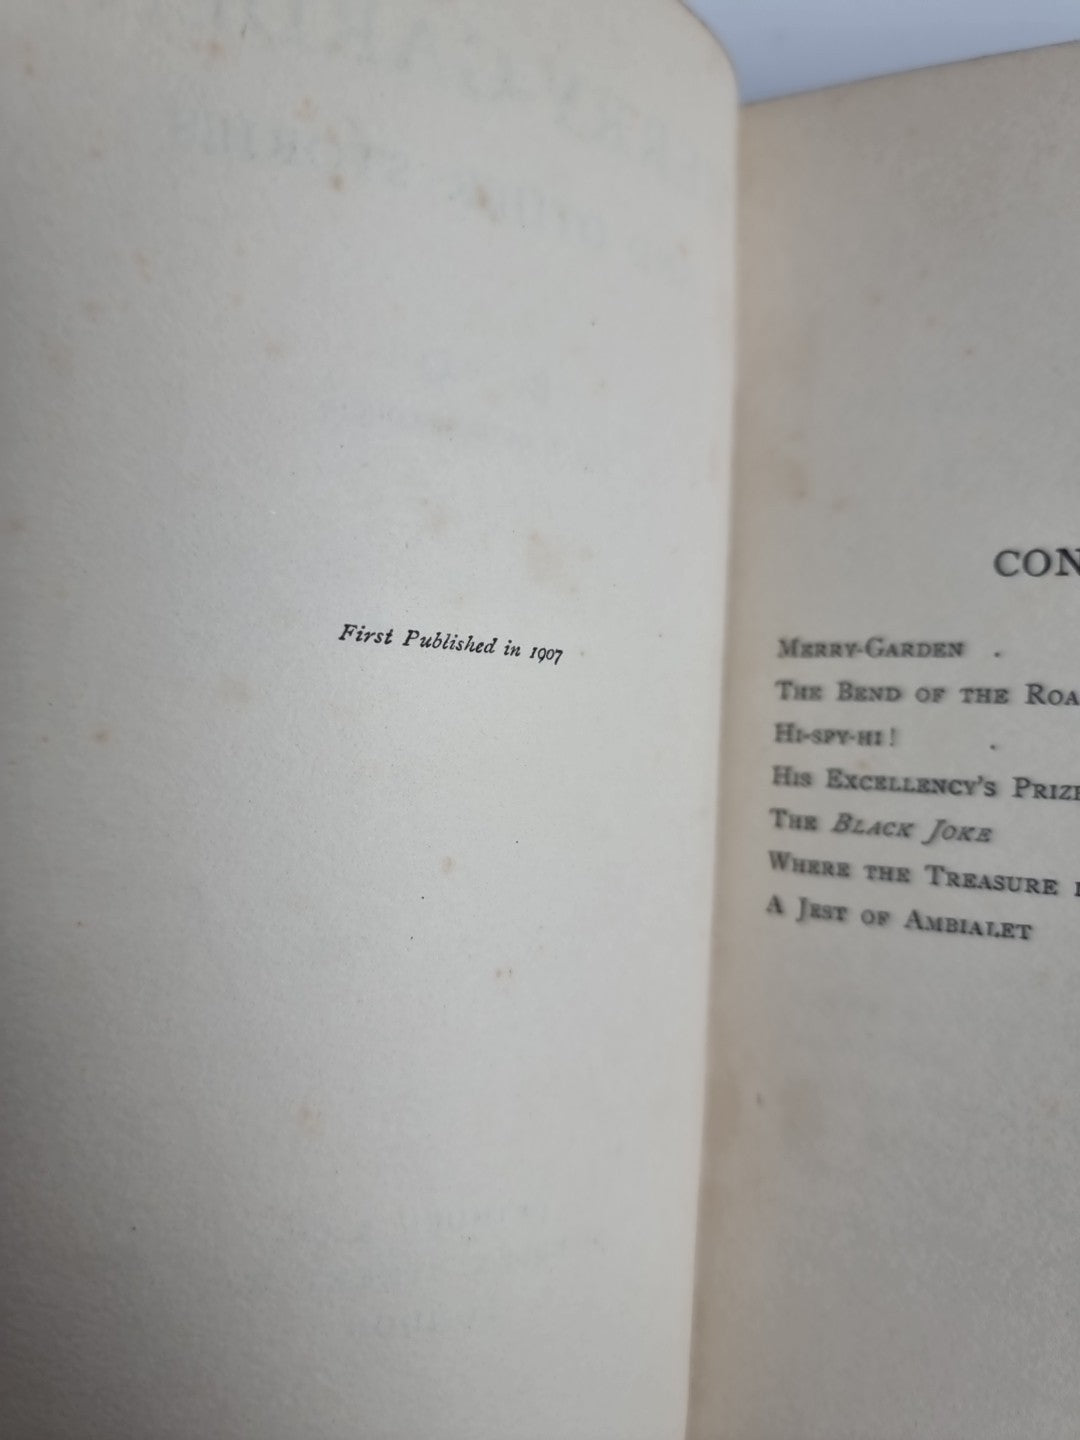 First Published in 1907
CON
MERRY-GARDEN .
THE BEND OF THE ROA
HI-SPY-HI! .
HIS EXCELLENCY'S PRIZE
THE BLACK JOKE
WHERE THE TREASURE I
A JEST OF AMBIALET